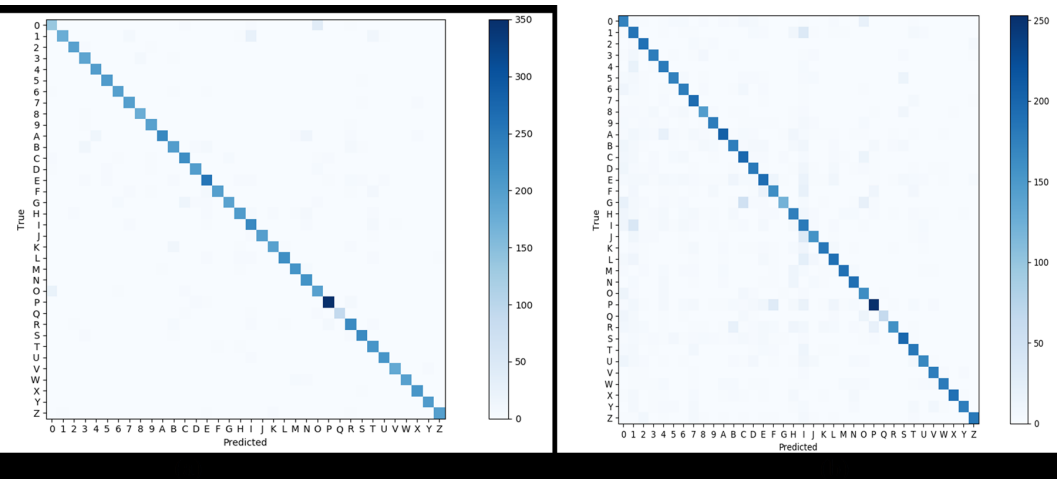 True
0
1
2
3
4
5
6
7
8
9
A
B
C
D
E
F
G
H
I
J
K
L
M
N
O
P
Q
R
S
T
U
V
W
X
Y
Z
0 1 2 3 4 5 6 7 8 9 A B C D E F G H I J K L M N O P Q R S T U V W X Y Z
Predicted
350
300
250
200
150
100
50
0
True
0
1
2
3
4
5
6
7
8
9
A
B
C
D
E
F
G
H
I
J
K
L
M
N
O
P
Q
R
S
T
U
V
W
X
Y
Z
0 1 2 3 4 5 6 7 8 9 A B C D E F G H I J K L M N O P Q R S T U V W X Y Z
Predicted
250
200
150
100
50
0